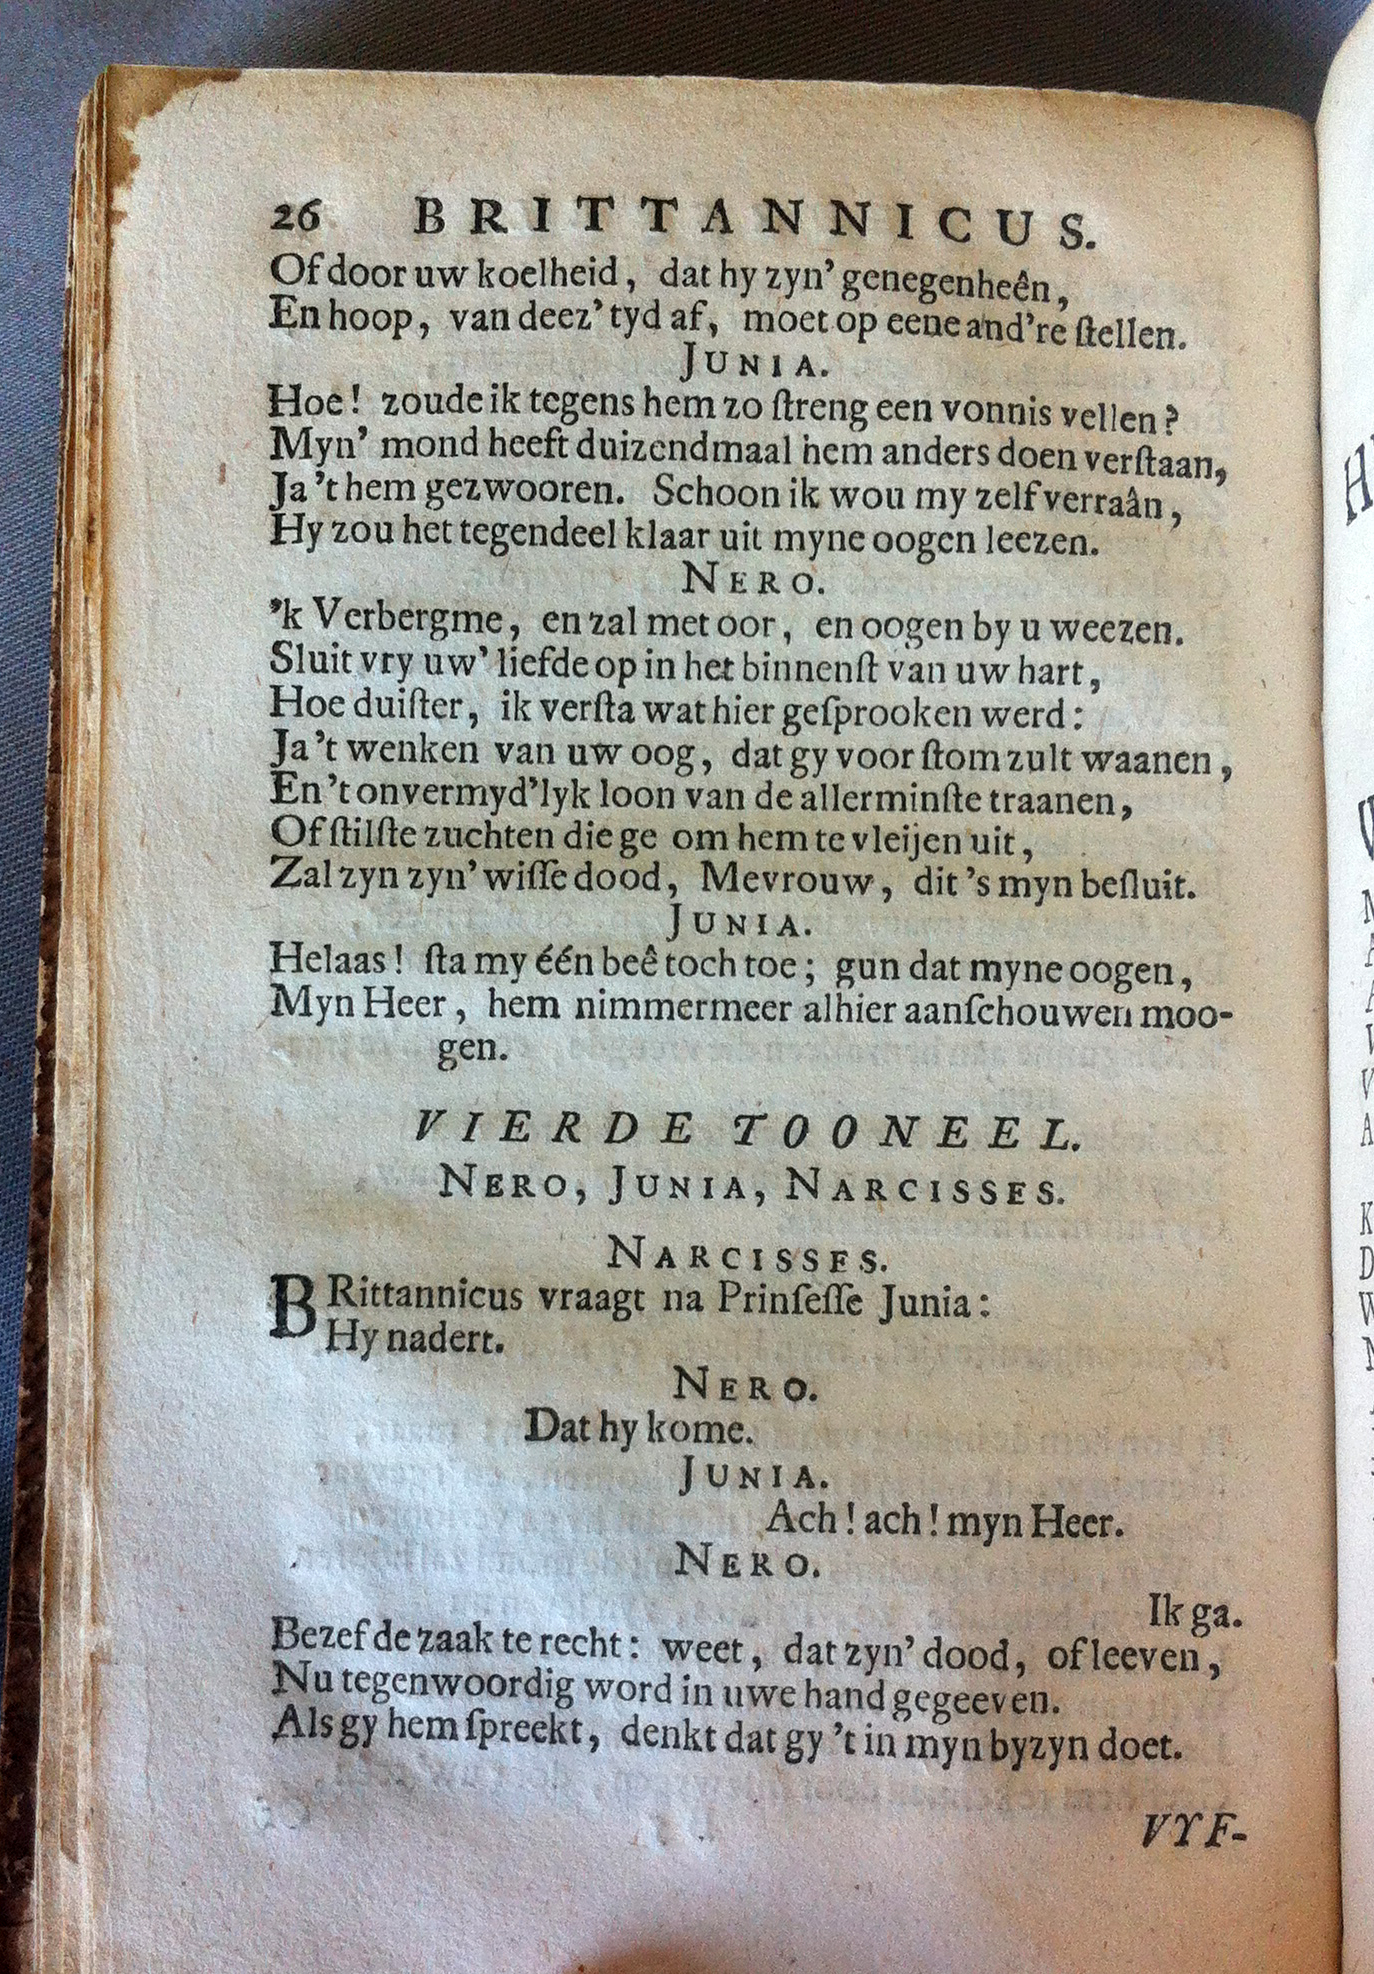 26 BRITTANNICUS.
Of door uw koelheid, dat hy zyn' genegenheên,
En hoop, van deez' tyd af, moet op eene and're ſtellen.
JUNIA.
Hoe! zoude ik tegens hem zo ſtreng een vonnis vellen?
Myn' mond heeft duizendmaal hem anders doen verſtaan,
Ja 't hem gezwooren. Schoon ik wou my zelf verraân,
Hy zou het tegendeel klaar uit myne oogen leezen.
NERO.
'k Verberg me, en zal met oor, en oogen by u weezen.
Sluit vry uw' liefde op in het binnenſt van uw hart,
Hoe duiſter, ik verſta wat hier geſprooken werd:
Ja 't wenken van uw oog, dat gy voor ſtom zult waanen,
En 't onvermyd'lyk loon van de allerminſte traanen,
Of ſtilſte zuchten die ge om hem te vleijen uit,
Zal zyn zyn' wiſſe dood, Mevrouw, dit 's myn beſluit.
JUNIA.
Helaas! ſta my één beê toch toe; gun dat myne oogen,
Myn Heer, hem nimmermeer alhier aanſchouwen moo-
gen.
VIERDE TOONEEL.
NERO, JUNIA, NARCISSES.
NARCISSES.
BRittannicus vraagt na Prinſeſſe Junia:
Hy nadert.
NERO.
Dat hy kome.
JUNIA.
Ach! ach! myn Heer.
NERO.
Ik ga.
Bezef de zaak te recht: weet, dat zyn' dood, of leeven,
Nu tegenwoordig word in uwe hand gegeeven.
Als gy hem ſpreekt, denkt dat gy 't in myn byzyn doet.
VYF-